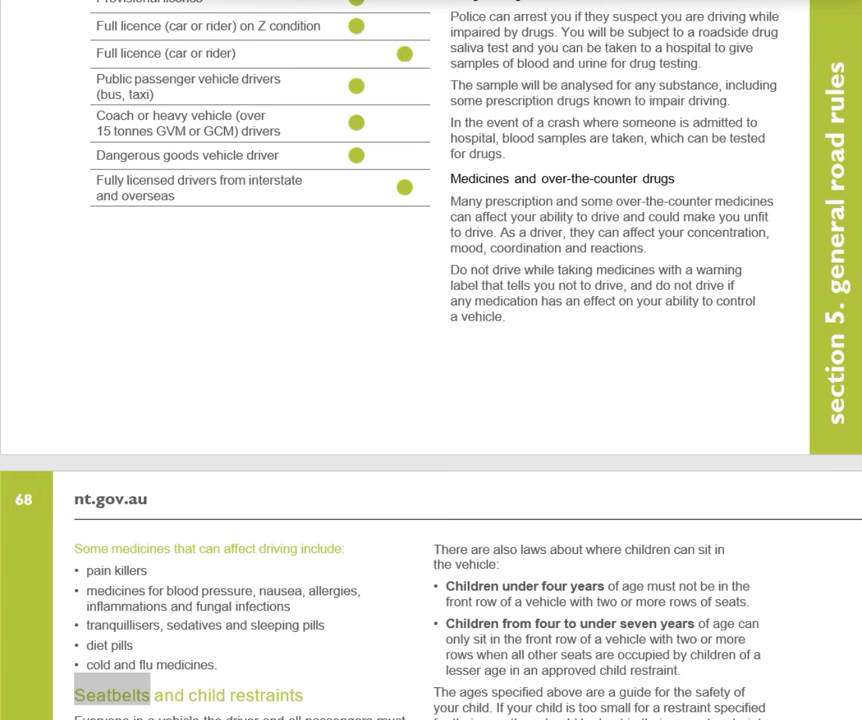 Full licence (car or rider) on Z condition
Full licence (car or rider)
Public passenger vehicle drivers
(bus, taxi)
Coach or heavy vehicle (over
15 tonnes GVM or GCM) drivers
Dangerous goods vehicle driver
Fully licensed drivers from interstate
and overseas
Police can arrest you if they suspect you are driving while
impaired by drugs. You will be subject to a roadside drug
saliva test and you can be taken to a hospital to give
samples of blood and urine for drug testing.
The sample will be analysed for any substance, including
some prescription drugs known to impair driving.
In the event of a crash where someone is admitted to
hospital, blood samples are taken, which can be tested
for drugs.
Medicines and over-the-counter drugs
Many prescription and some over-the-counter medicines
can affect your ability to drive and could make you unfit
to drive. As a driver, they can affect your concentration,
mood, coordination and reactions.
Do not drive while taking medicines with a warning
label that tells you not to drive, and do not drive if
any medication has an effect on your ability to control
a vehicle.
section 5. general road rules
68
nt.gov.au
Some medicines that can affect driving include:
• pain killers
• medicines for blood pressure, nausea, allergies,
inflammations and fungal infections
• tranquillisers, sedatives and sleeping pills
• diet pills
• cold and flu medicines.
Seatbelts and child restraints
Everyone in a vehicle the driver and all passengers must
There are also laws about where children can sit in
the vehicle:
• Children under four years of age must not be in the
front row of a vehicle with two or more rows of seats.
• Children from four to under seven years of age can
only sit in the front row of a vehicle with two or more
rows when all other seats are occupied by children of a
lesser age in an approved child restraint.
The ages specified above are a guide for the safety of
your child. If your child is too small for a restraint specified